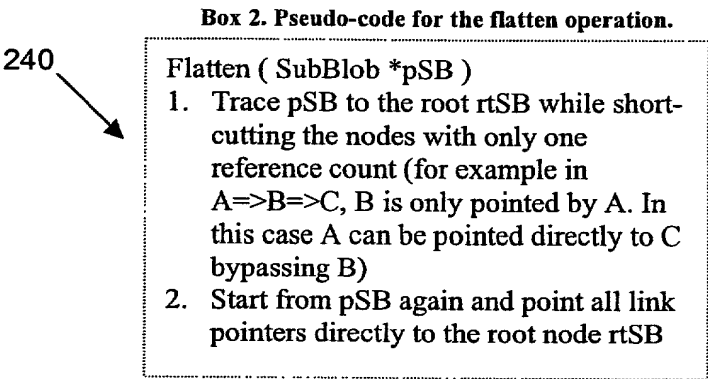 Box 2. Pseudo-code for the flatten operation.
240
Flatten ( SubBlob *pSB )
1. Trace pSB to the root rtSB while short-
cutting the nodes with only one
reference count (for example in
A=>B=>C, B is only pointed by A. In
this case A can be pointed directly to C
bypassing B)
2. Start from pSB again and point all link
pointers directly to the root node rtSB